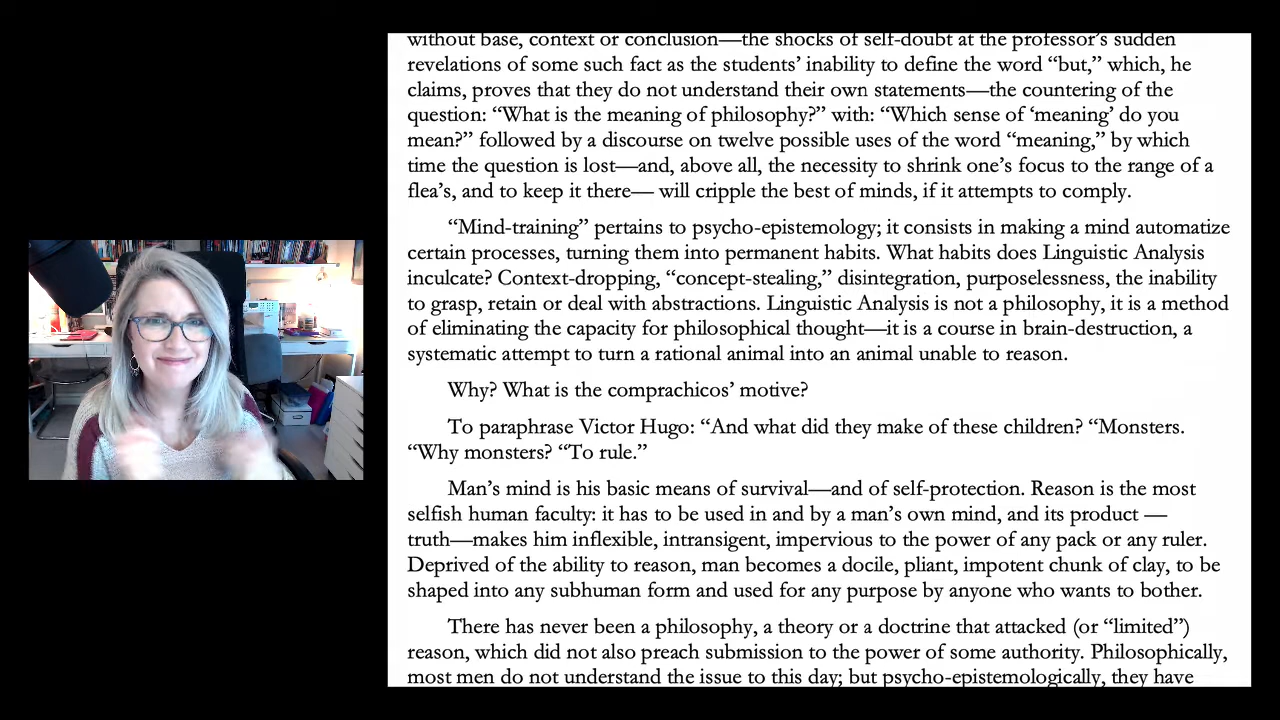 without base, context or conclusion—the shocks of self-doubt at the professor’s sudden
revelations of some such fact as the students’ inability to define the word “but,” which, he
claims, proves that they do not understand their own statements—the countering of the
question: “What is the meaning of philosophy?” with: “Which sense of ‘meaning’ do you
mean?” followed by a discourse on twelve possible uses of the word “meaning,” by which
time the question is lost—and, above all, the necessity to shrink one’s focus to the range of a
flea’s, and to keep it there— will cripple the best of minds, if it attempts to comply.
“Mind-training” pertains to psycho-epistemology; it consists in making a mind automatize
certain processes, turning them into permanent habits. What habits does Linguistic Analysis
inculcate? Context-dropping, “concept-stealing,” disintegration, purposelessness, the inability
to grasp, retain or deal with abstractions. Linguistic Analysis is not a philosophy, it is a method
of eliminating the capacity for philosophical thought—it is a course in brain-destruction, a
systematic attempt to turn a rational animal into an animal unable to reason.
Why? What is the comprachicos’ motive?
To paraphrase Victor Hugo: “And what did they make of these children? “Monsters.
“Why monsters? “To rule.”
Man’s mind is his basic means of survival—and of self-protection. Reason is the most
selfish human faculty: it has to be used in and by a man’s own mind, and its product —
truth—makes him inflexible, intransigent, impervious to the power of any pack or any ruler.
Deprived of the ability to reason, man becomes a docile, pliant, impotent chunk of clay, to be
shaped into any subhuman form and used for any purpose by anyone who wants to bother.
There has never been a philosophy, a theory or a doctrine that attacked (or “limited”)
reason, which did not also preach submission to the power of some authority. Philosophically,
most men do not understand the issue to this day; but psycho-epistemologically, they have